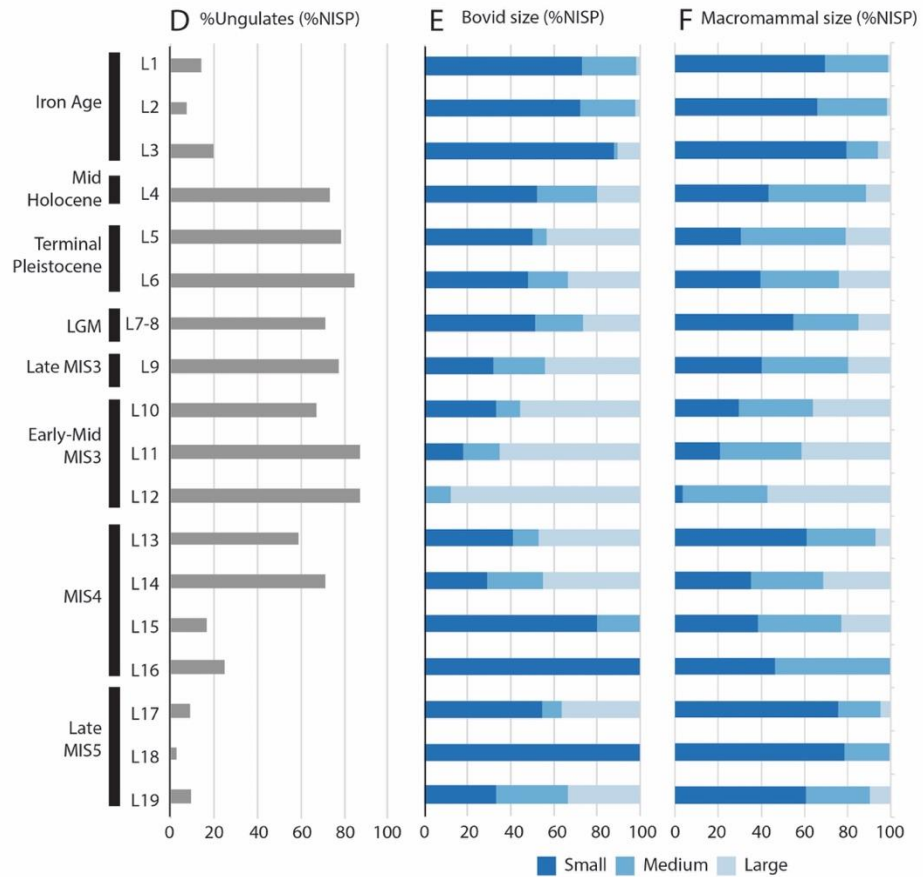 D %Ungulates (%NISP)
E Bovid size (%NISP)
F Macromammal size (%NISP)
Iron Age
L1
L2
L3
Mid
Holocene
L4
Terminal
Pleistocene
L5
L6
LGM
L7-8
Late MIS3
L9
Early-Mid
MIS3
L10
L11
L12
MIS4
L13
L14
L15
L16
Late
MIS5
L17
L18
L19
0 20 40 60 80 100
0 20 40 60 80 100
0 20 40 60 80 100
Small Medium Large